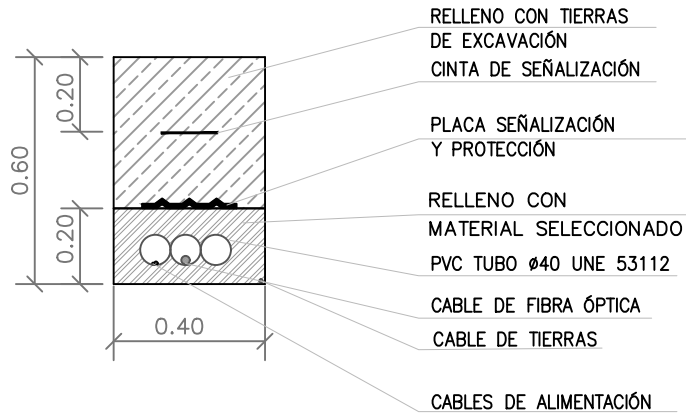 RELLENO CON TIERRAS
DE EXCAVACIÓN
CINTA DE SEÑALIZACIÓN
PLACA SEÑALIZACIÓN
Y PROTECCIÓN
RELLENO CON
MATERIAL SELECCIONADO
PVC TUBO Ø40 UNE 53112
CABLE DE FIBRA ÓPTICA
CABLE DE TIERRAS
CABLES DE ALIMENTACIÓN
0.20
0.60
0.20
0.40